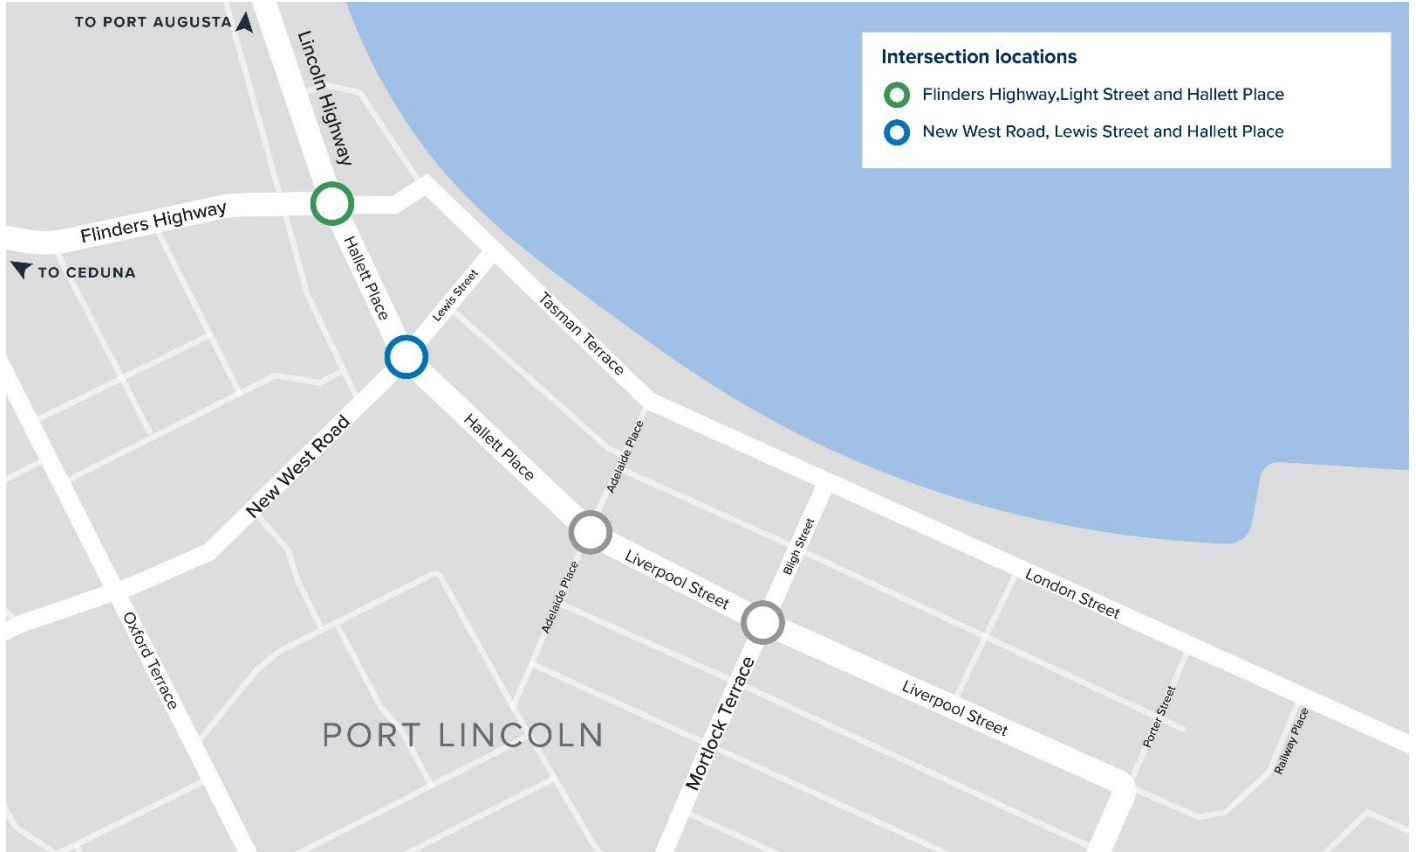 TO PORT AUGUSTA
Lincoln Highway
Intersection locations
Flinders Highway,Light Street and Hallett Place
New West Road, Lewis Street and Hallett Place
Flinders Highway
TO CEDUNA
Hallett Place
Lewis Street
Tasman Terrace
New West Road
Hallett Place
Adelaide Place
Adelaide Place
Liverpool Street
Bligh Street
London Street
Oxford Terrace
Mortlock Terrace
Liverpool Street
Porter Street
Railway Place
PORT LINCOLN